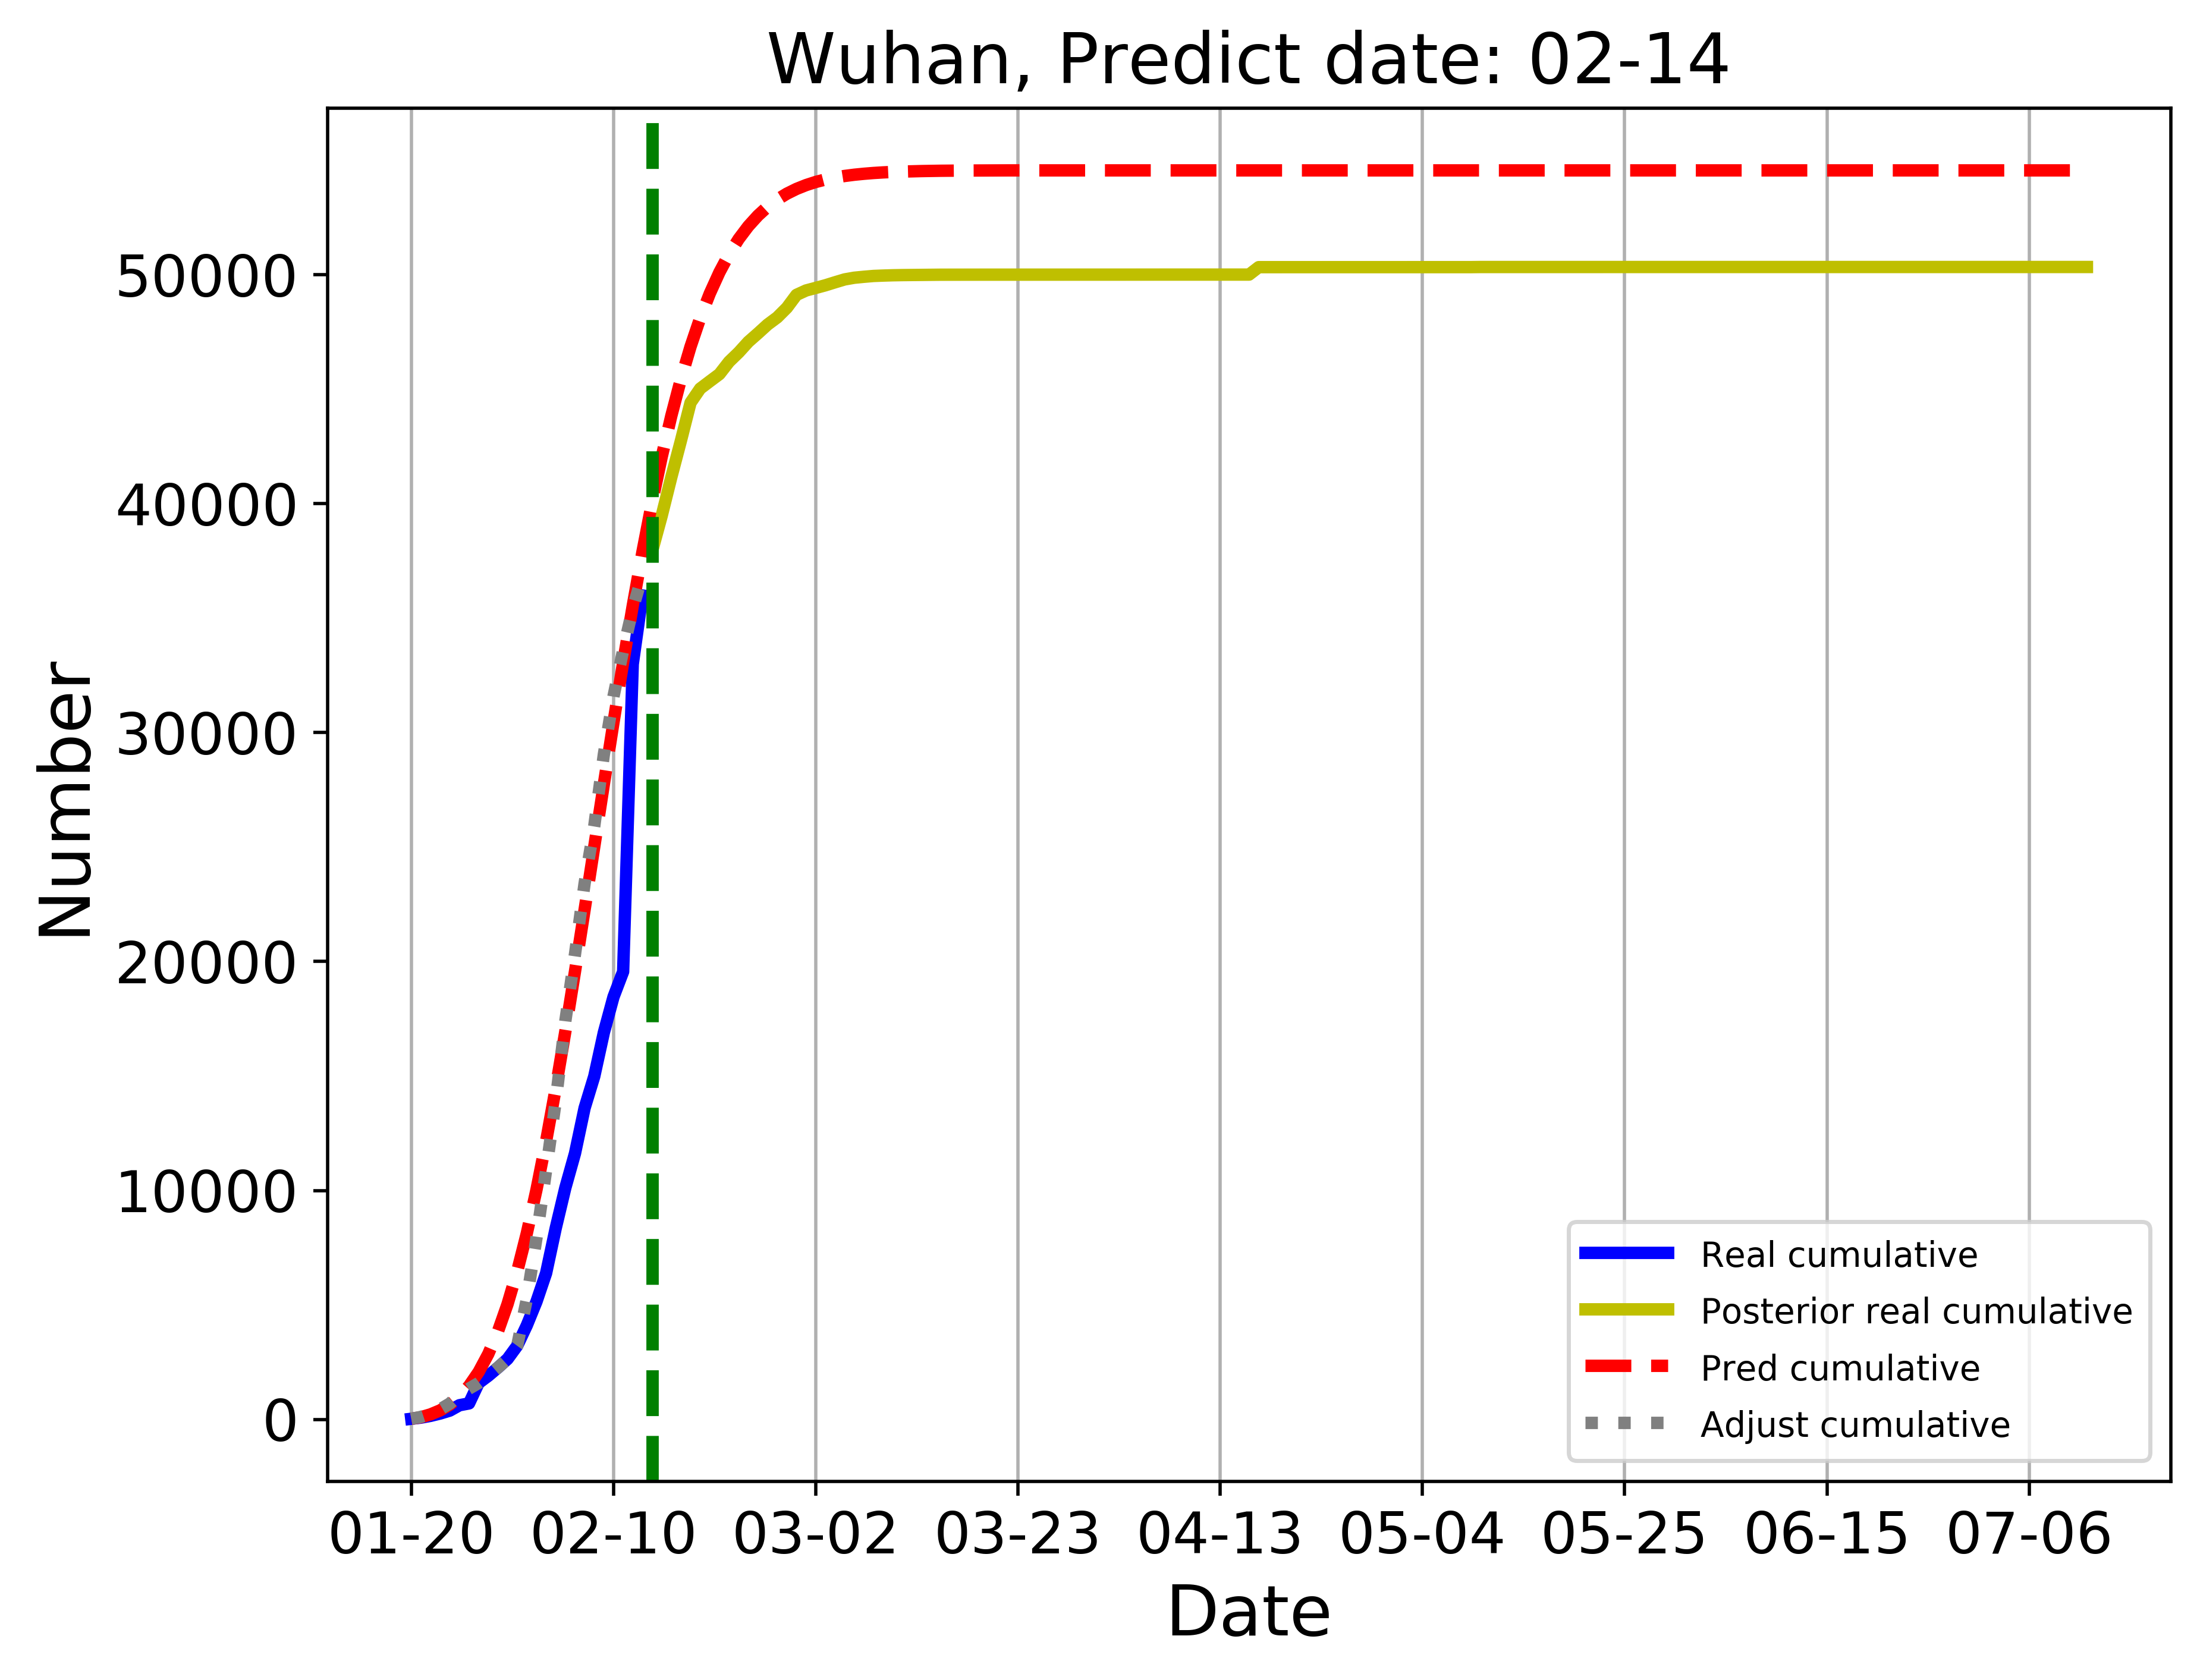 Wuhan, Predict date: 02-14
Number
50000
40000
30000
20000
10000
0
Real cumulative
Posterior real cumulative
Pred cumulative
Adjust cumulative
01-20 02-10 03-02 03-23 04-13 05-04 05-25 06-15 07-06
Date